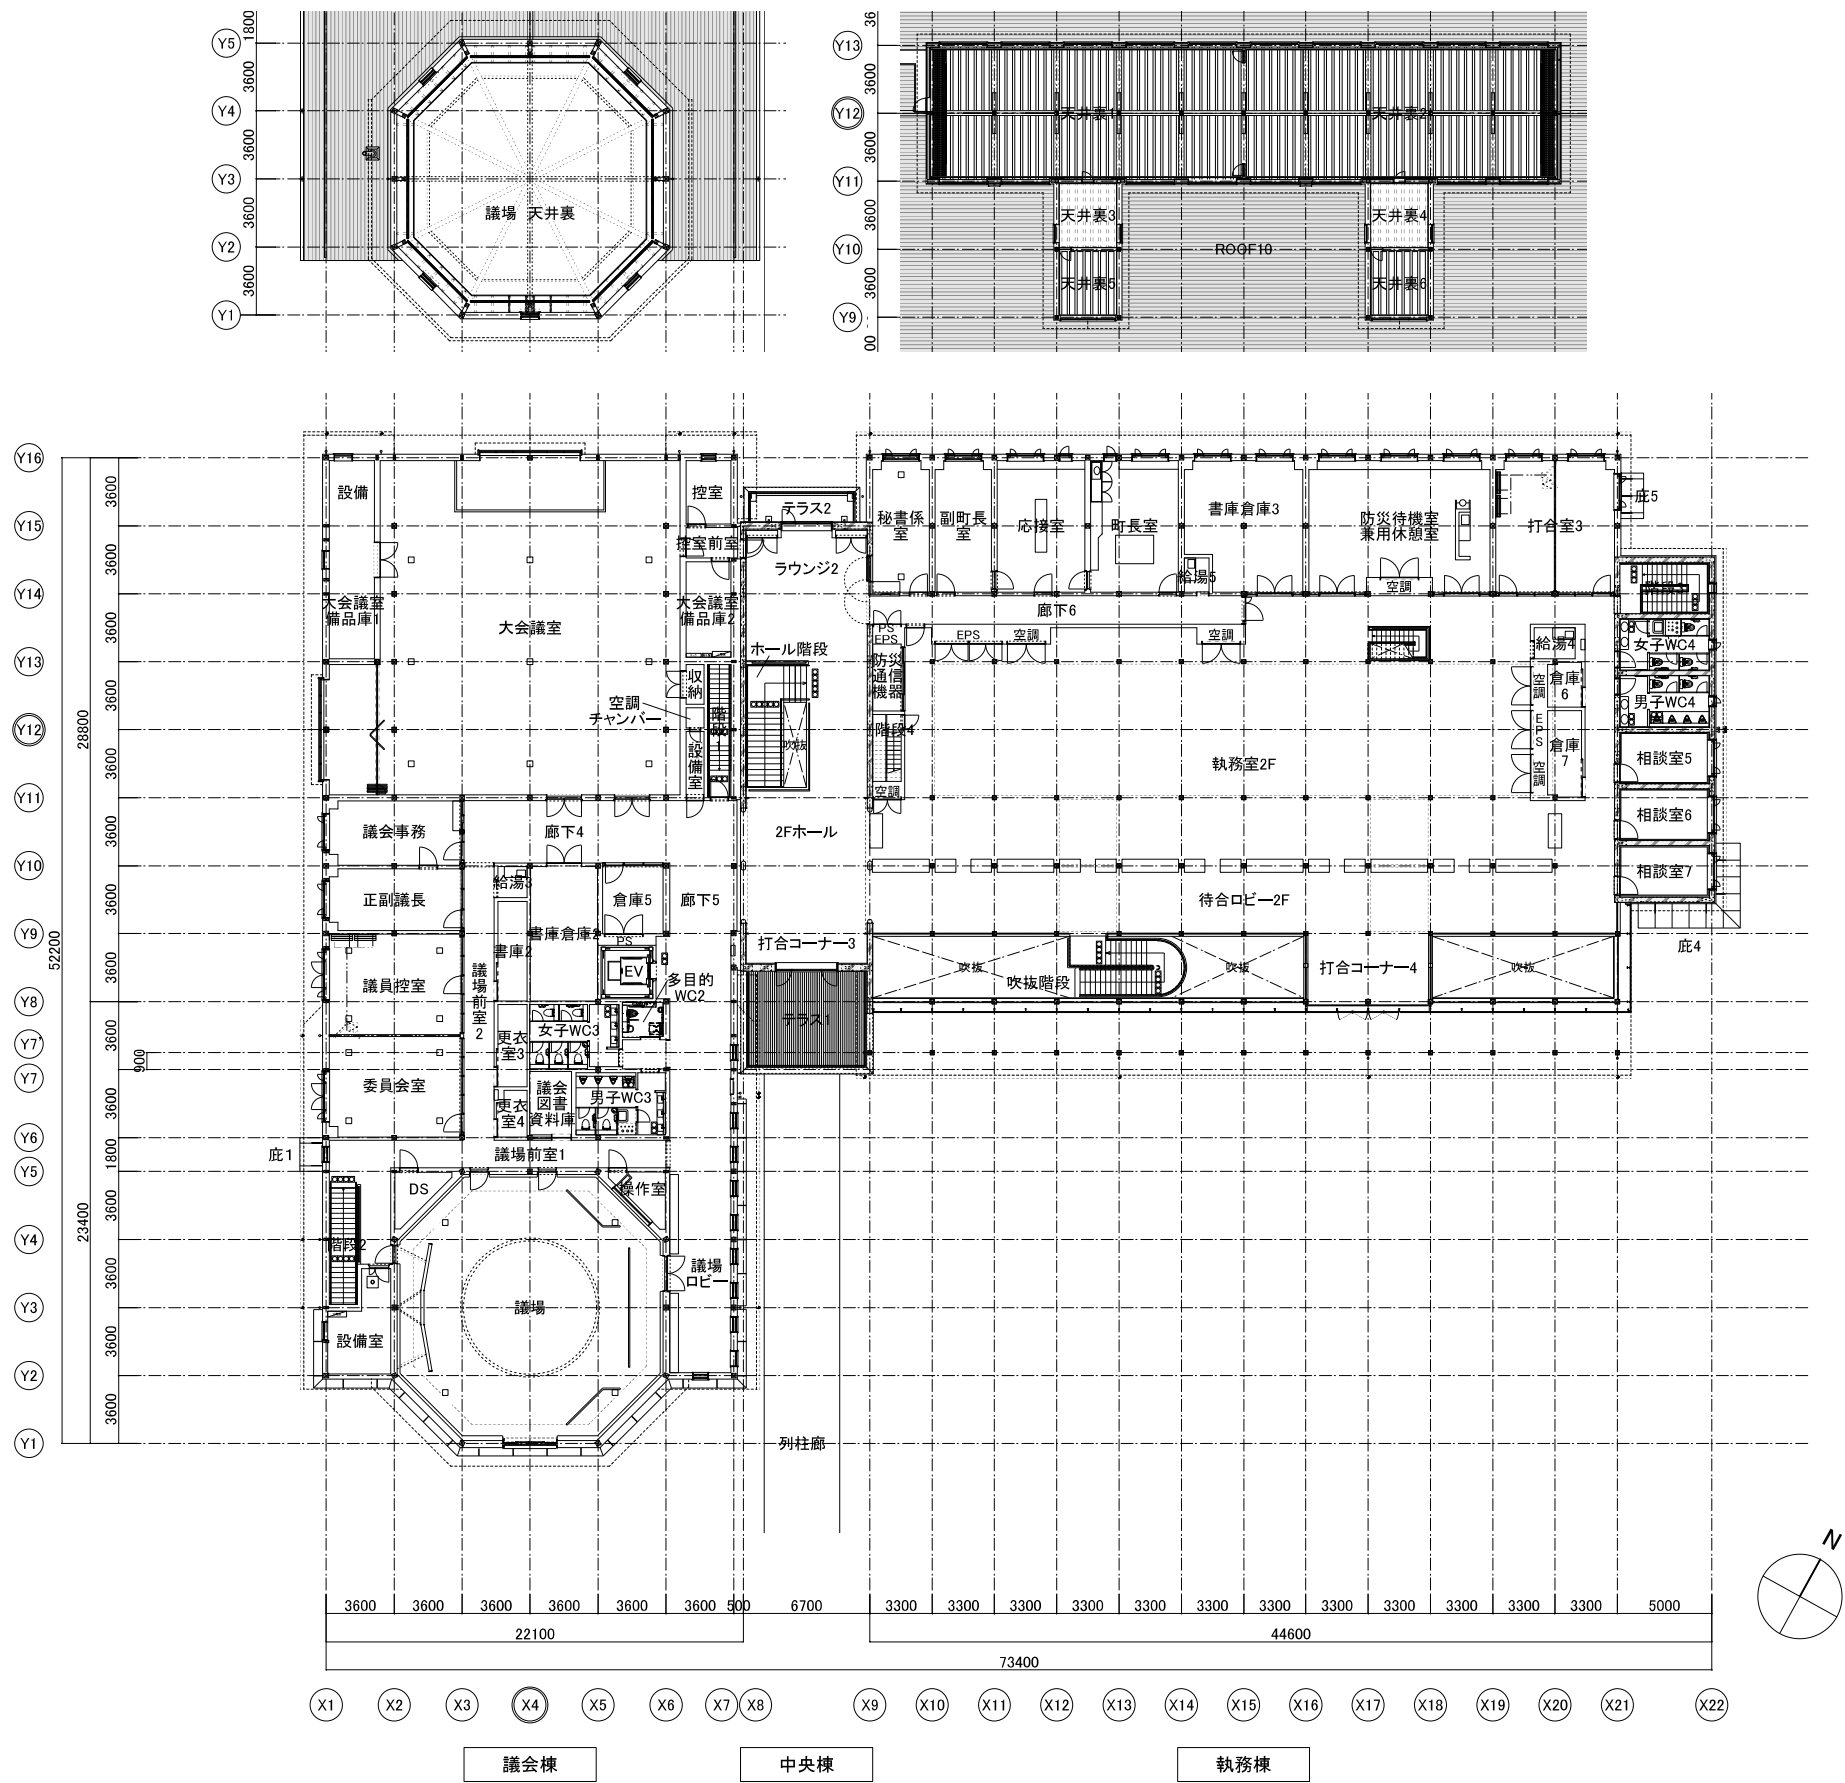 1800
36
Y5
Y13
3600
3600
Y4
Y12
天井裏1
天井裏2
3600
3600
Y3
Y11
3600
議場 天井裏
3600
天井裏3
天井裏4
Y2
Y10
ROOF10
3600
3600
天井裏5
天井裏6
Y1
Y9
00
Y16
3600
設備
控室
テラス2
秘書係
室
副町長
室
応接室
町長室
書庫倉庫3
防災待機室
兼用休憩室
打合室3
庇5
Y15
3600
控室前室
ラウンジ2
給湯5
空調
Y14
3600
大会議室
備品庫1
大会議室
大会議室
備品庫2
廊下6
PS
EPS
EPS
空調
空調
給湯4
女子WC4
Y13
28800
3600
ホール階段
収納
空調
チャンバー
防災
通信
機器
空調
倉庫
6
男子WC4
Y12
3600
階段
1
設備室
吹抜
階段4
空調
執務室2F
EPS
倉庫
7
空調
相談室5
Y11
3600
議会事務
廊下4
2Fホール
相談室6
Y10
52200
3600
正副議長
給湯3
倉庫5
廊下5
待合ロビー2F
相談室7
Y9
3600
議員控室
議場前室2
書庫2
書庫倉庫2
PS
EV
多目的
WC2
打合コーナー3
吹抜
吹抜階段
吹抜
打合コーナー4
吹抜
庇4
Y8
3600
更衣
室3
女子WC3
テラス1
Y7'
900
Y7
3600
委員会室
更衣
室4
議会
図書
資料庫
男子WC3
Y6
1800
庇1
議場前室1
Y5
23400
3600
DS
操作室
Y4
3600
階段2
議場
ロビー
Y3
3600
議場
設備室
Y2
3600
Y1
列柱廊
N
3600 3600 3600 3600 3600 3600 500 6700 3300 3300 3300 3300 3300 3300 3300 3300 3300 3300 3300 3300 5000
22100
44600
73400
X1 X2 X3 X4 X5 X6 X7 X8 X9 X10 X11 X12 X13 X14 X15 X16 X17 X18 X19 X20 X21 X22
議会棟
中央棟
執務棟